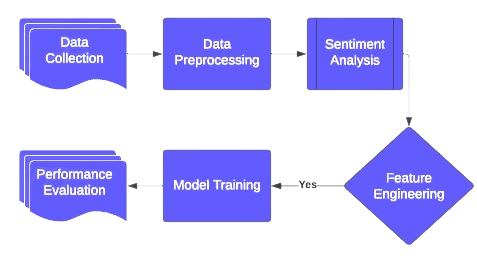 Data
Collection
Data
Preprocessing
Sentiment
Analysis
Feature
Engineering
Yes
Model Training
Performance
Evaluation